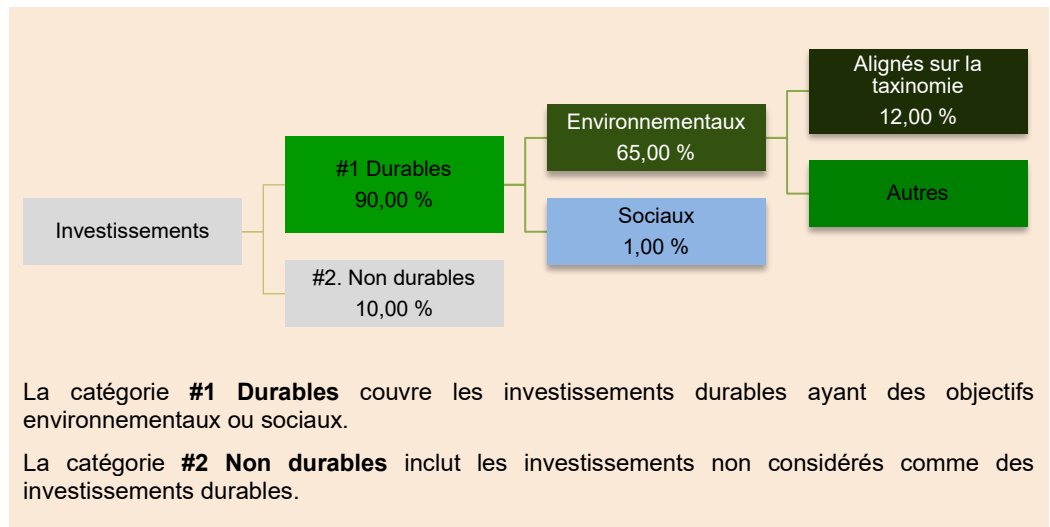 Investissements
#1 Durables
90,00 %
#2. Non durables
10,00 %
Environnementaux
65,00 %
Sociaux
1,00 %
Alignés sur la
taxinomie
12,00 %
Autres
La catégorie #1 Durables couvre les investissements durables ayant des objectifs
environnementaux ou sociaux.
La catégorie #2 Non durables inclut les investissements non considérés comme des
investissements durables.